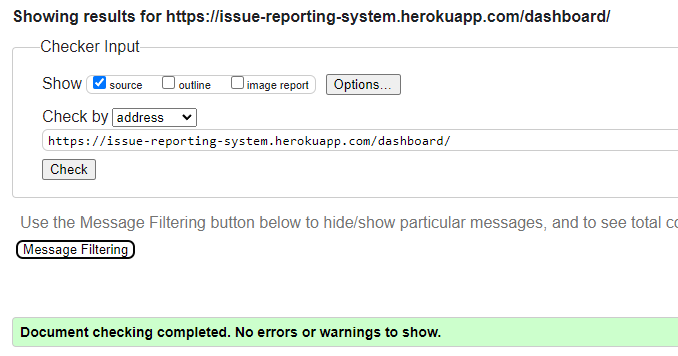 Showing results for https://issue-reporting-system.herokuapp.com/dashboard/
Checker Input
Show source outline image report Options...
Check by address
https://issue-reporting-system.herokuapp.com/dashboard/
Check
Use the Message Filtering button below to hide/show particular messages, and to see total
Message Filtering
Document checking completed. No errors or warnings to show.